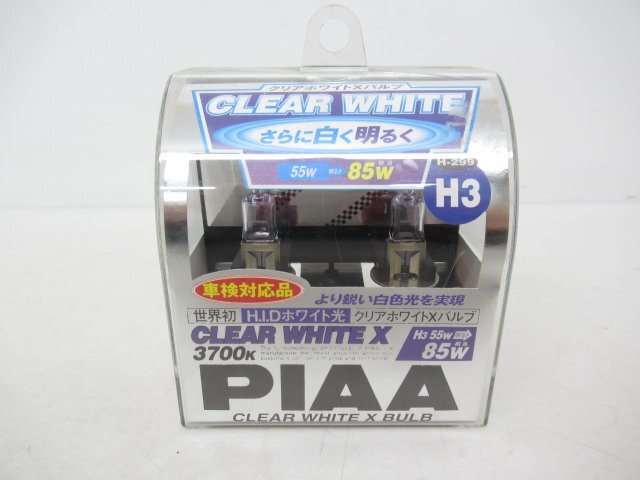 クリアホワイトXバルブ
CLEAR WHITE
さらに白く明るく
55W 明るさ 85W
H-299
H3
車検対応品
より鋭い白色光を実現
世界初 H.I.Dホワイト光 クリアホワイトXバルブ
CLEAR WHITE X
H3 55W
3700K
85W
PIAA
CLEAR WHITE X BULB